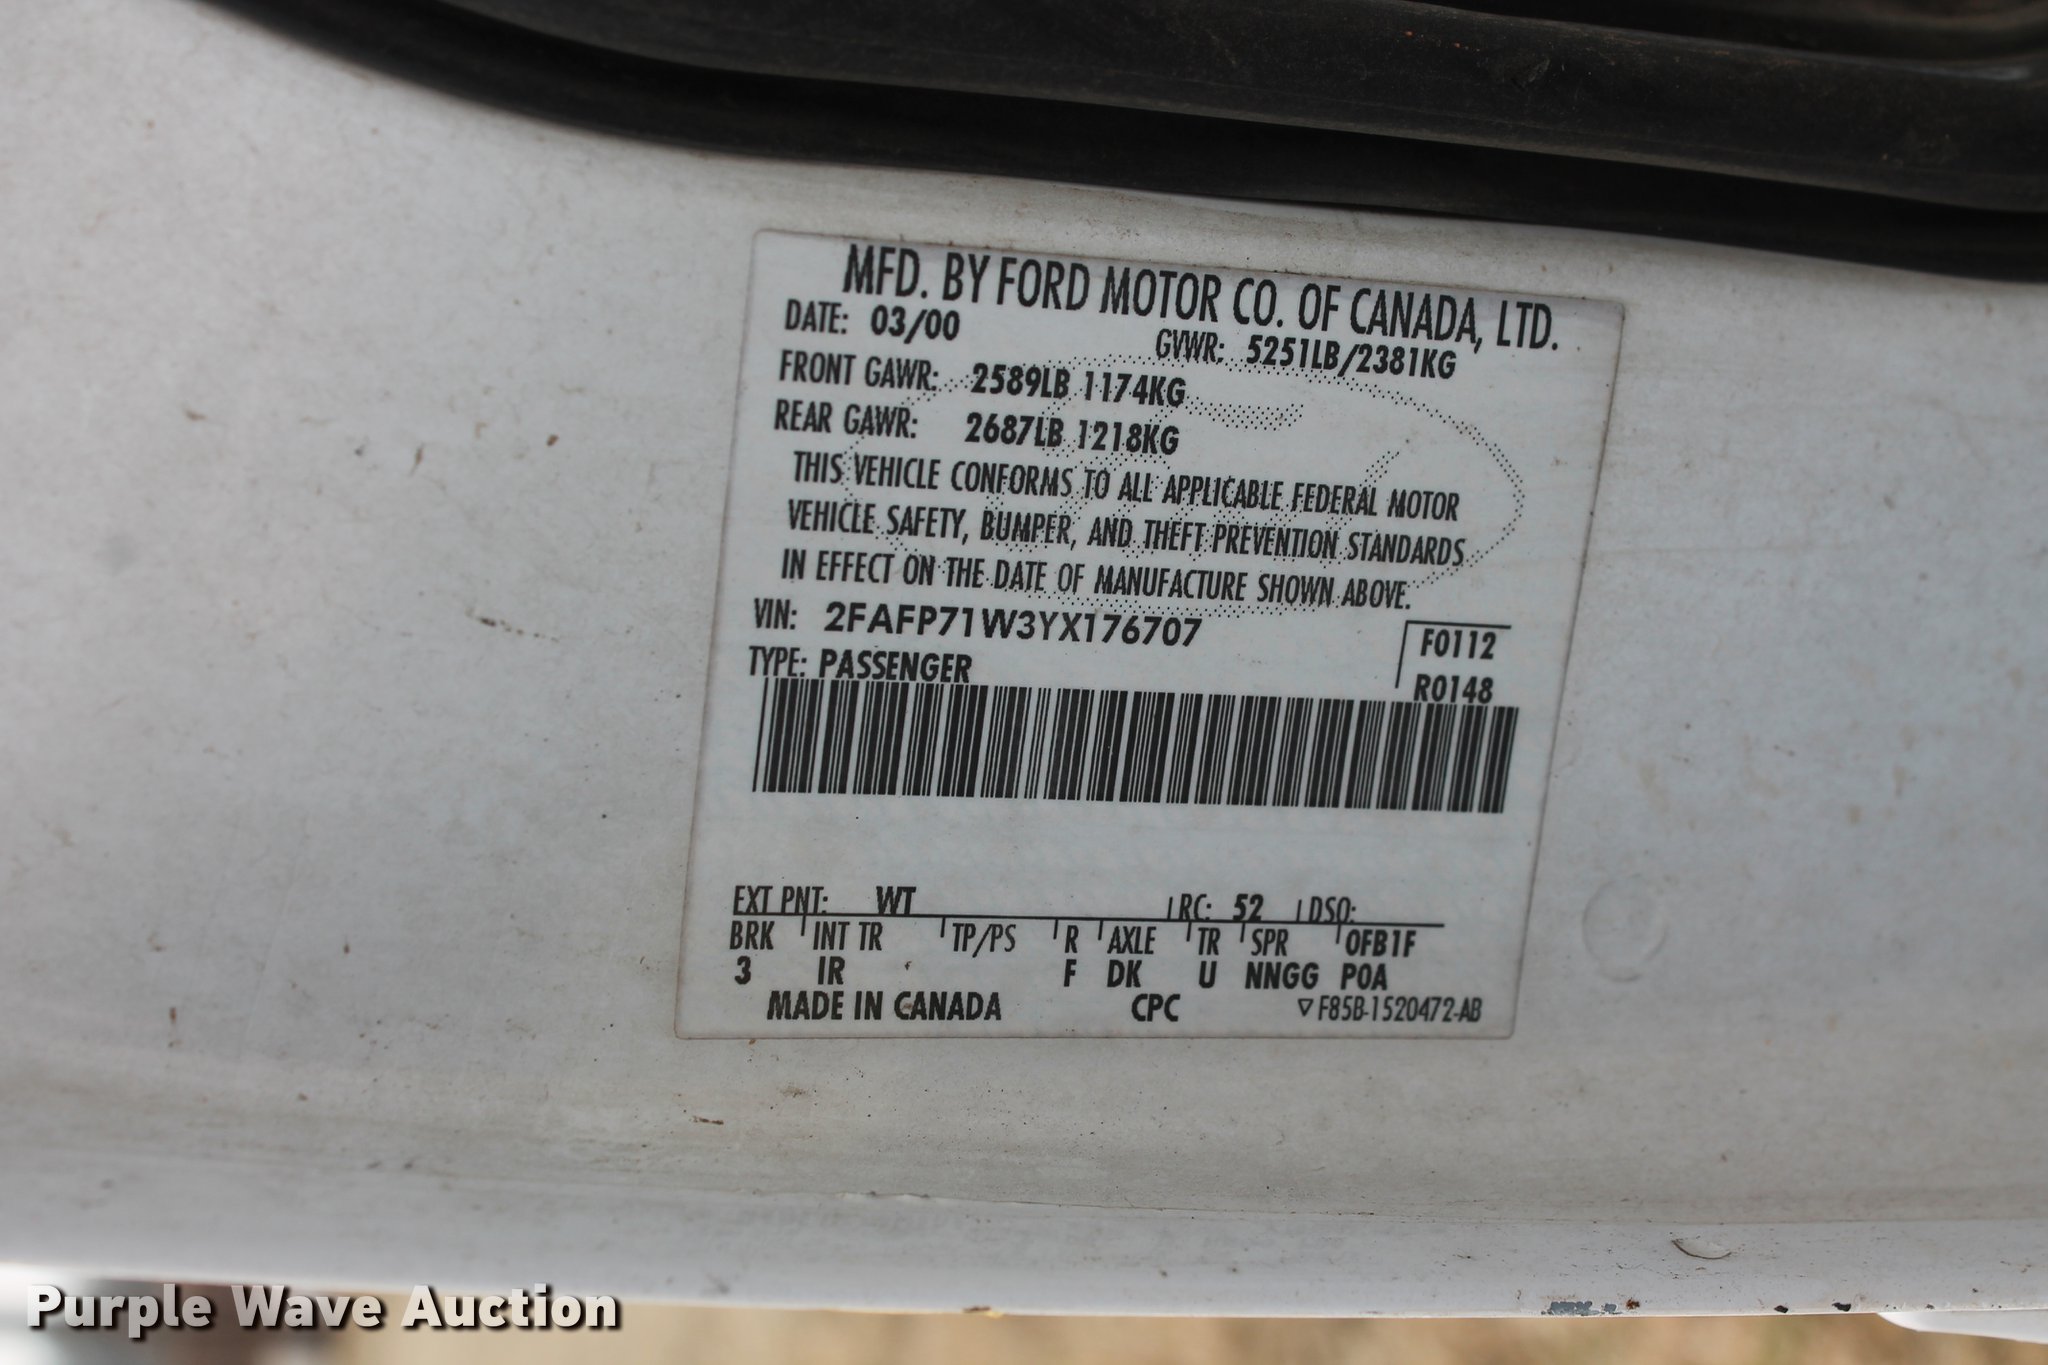 MFD. BY FORD MOTOR CO. OF CANADA, LTD.
DATE: 03/00 GVWR: 5251LB/2381KG
FRONT GAWR: 2589LB 1174KG
REAR GAWR: 2687LB 1218KG
THIS VEHICLE CONFORMS TO ALL APPLICABLE FEDERAL MOTOR
VEHICLE SAFETY, BUMPER, AND THEFT PREVENTION STANDARDS
IN EFFECT ON THE DATE OF MANUFACTURE SHOWN ABOVE.
VIN: 2FAFP71W3YX176707 F0112
TYPE: PASSENGER R0148
EXT PNT: WT RC: 52 DSO:
BRK INT TR TP/PS R AXLE TR SPR 0FB1F
3 IR F DK U NNGG P0A
MADE IN CANADA CPC ▽F85B-1520472-AB
Purple Wave Auction